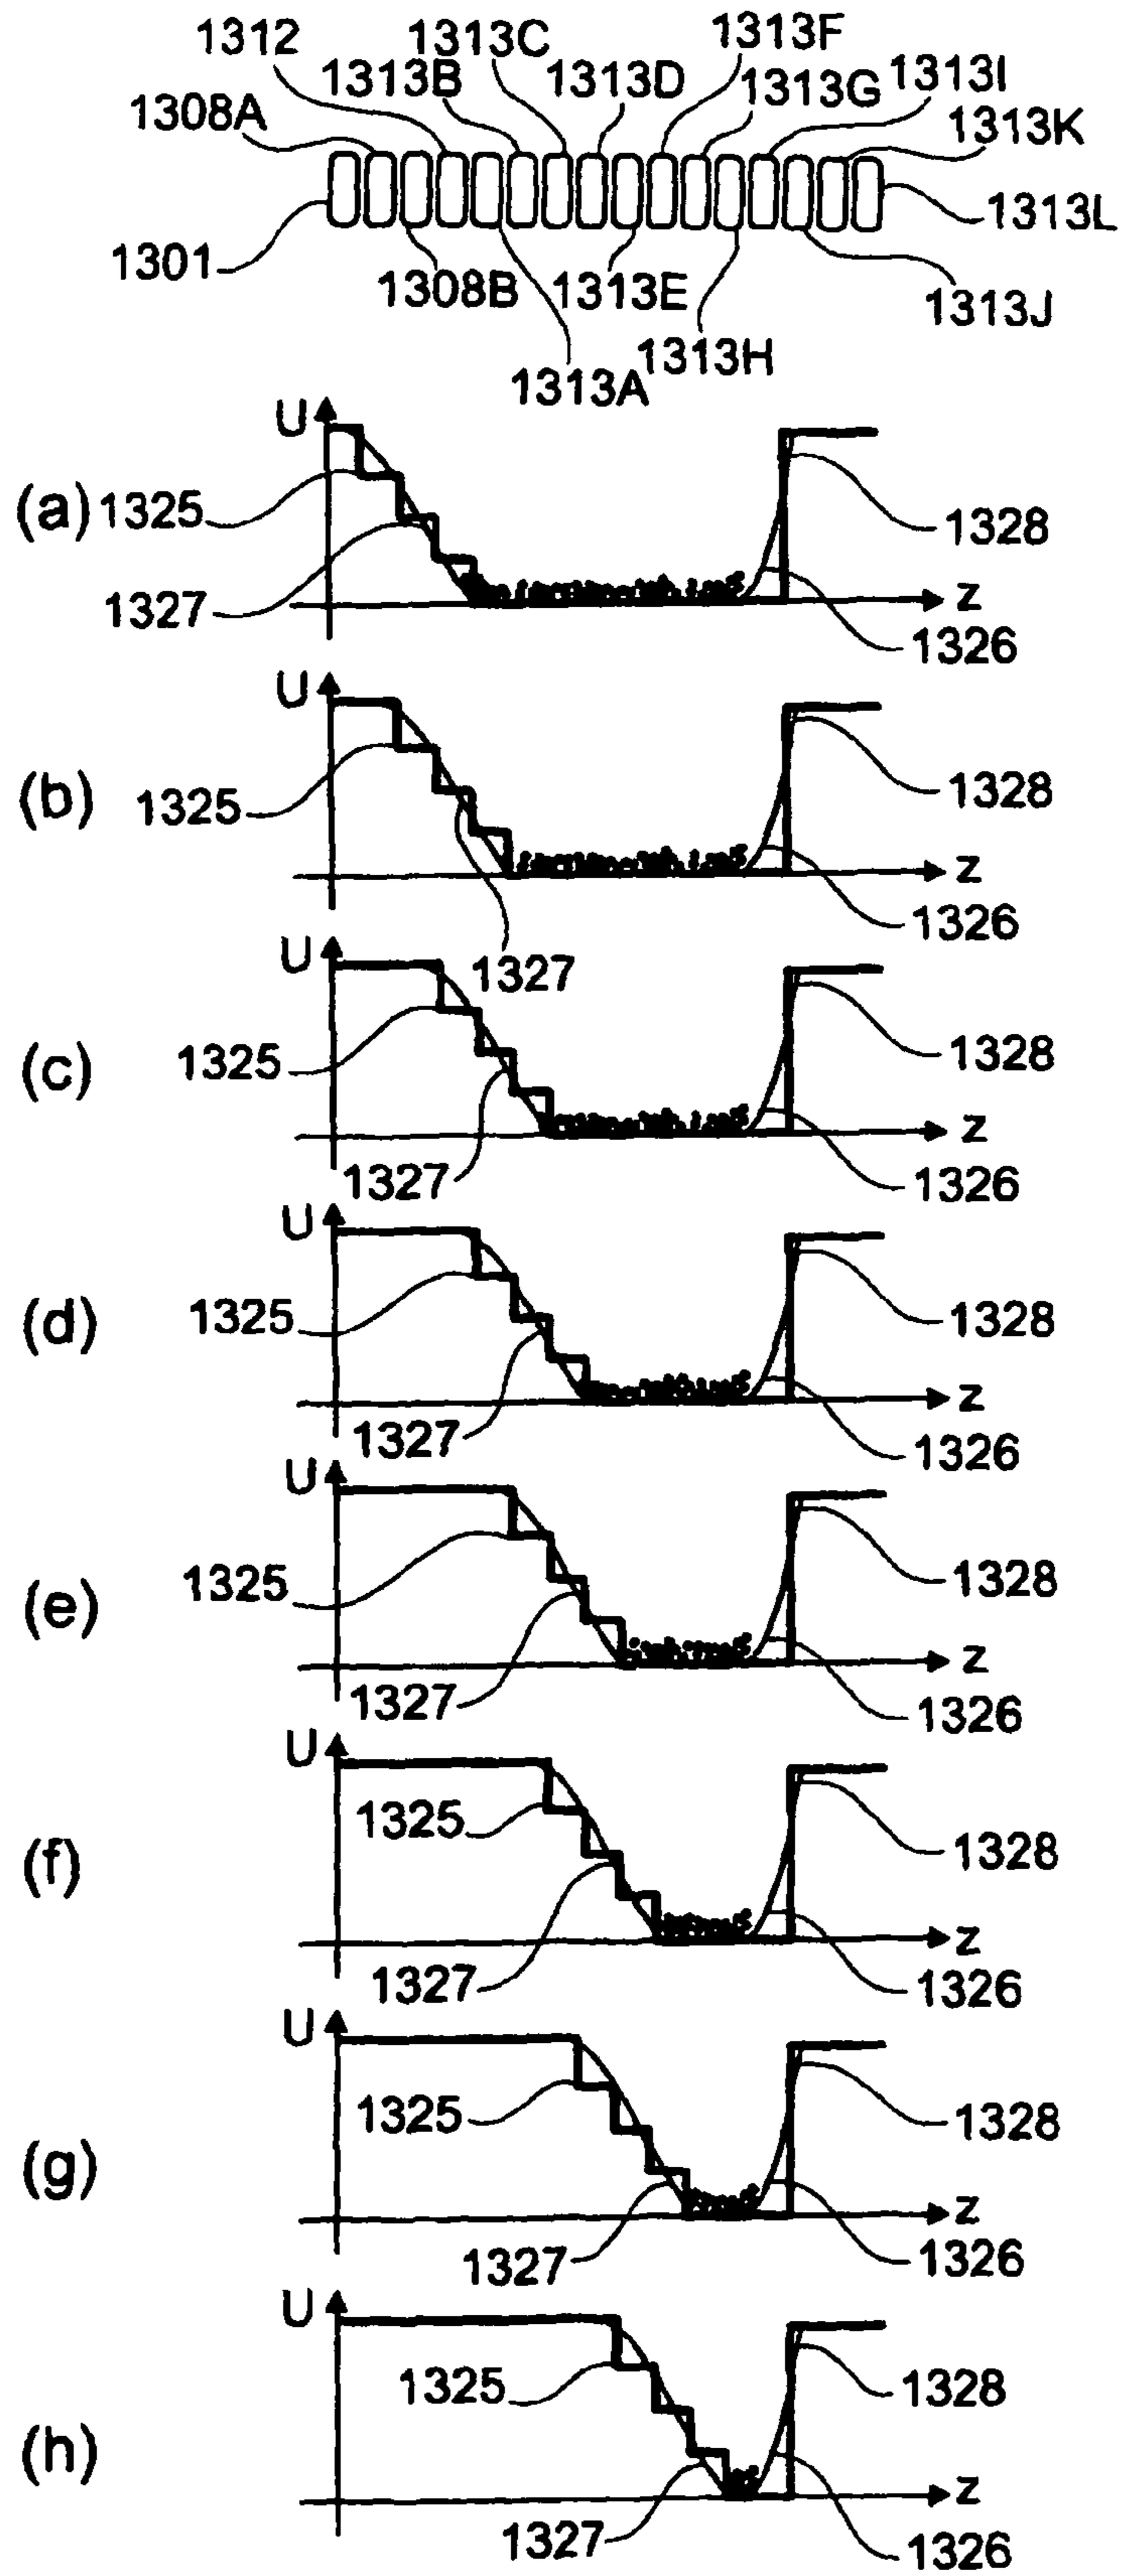 1312 1313C 1313F
1313B 1313D 1313G 1313I
1308A 1313K
1301 1313L
1308B 1313E 1313J
1313H
1313A
U
(a) 1325 1328
1327 z
1326
U
(b) 1325 1328
z
1326
1327
U
(c) 1325 1328
z
1327 1326
U
(d) 1325 1328
z
1327 1326
U
(e) 1325 1328
z
1327 1326
U
(f) 1325 1328
z
1327 1326
U
(g) 1325 1328
z
1327 1326
U
(h) 1325 1328
z
1327 1326